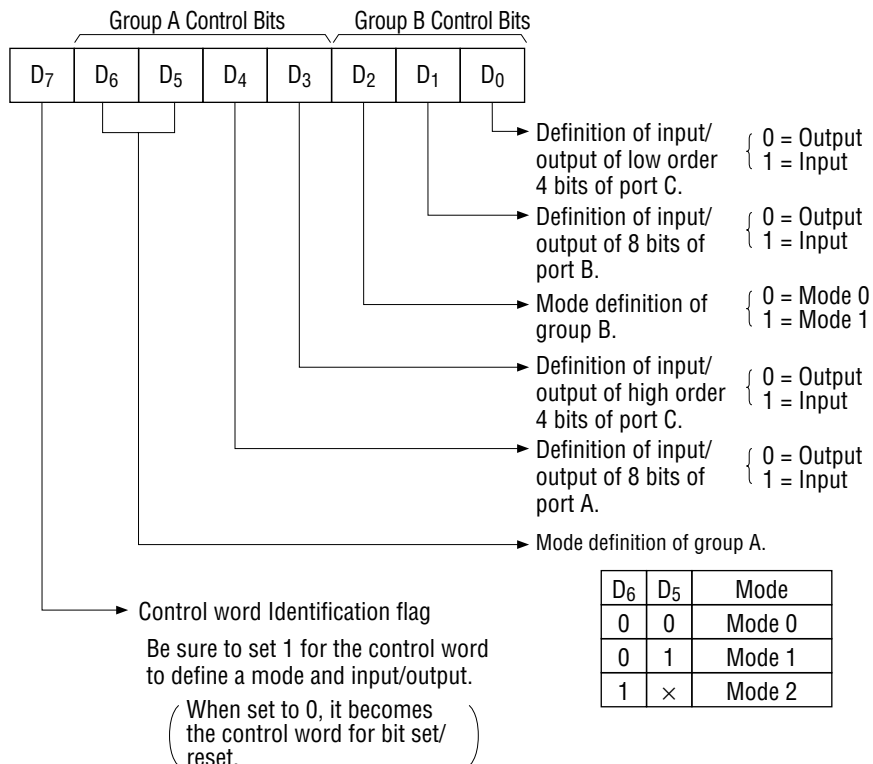 Group A Control Bits Group B Control Bits
D7 D6 D5 D4 D3 D2 D1 D0
Definition of input/
output of low order
4 bits of port C.
0 = Output
1 = Input
Definition of input/
output of 8 bits of
port B.
0 = Output
1 = Input
Mode definition of
group B.
0 = Mode 0
1 = Mode 1
Definition of input/
output of high order
4 bits of port C.
0 = Output
1 = Input
Definition of input/
output of 8 bits of
port A.
0 = Output
1 = Input
Mode definition of group A.
D6 D5 Mode
0 0 Mode 0
0 1 Mode 1
1 × Mode 2
Control word Identification flag
Be sure to set 1 for the control word
to define a mode and input/output.
When set to 0, it becomes
the control word for bit set/
reset.